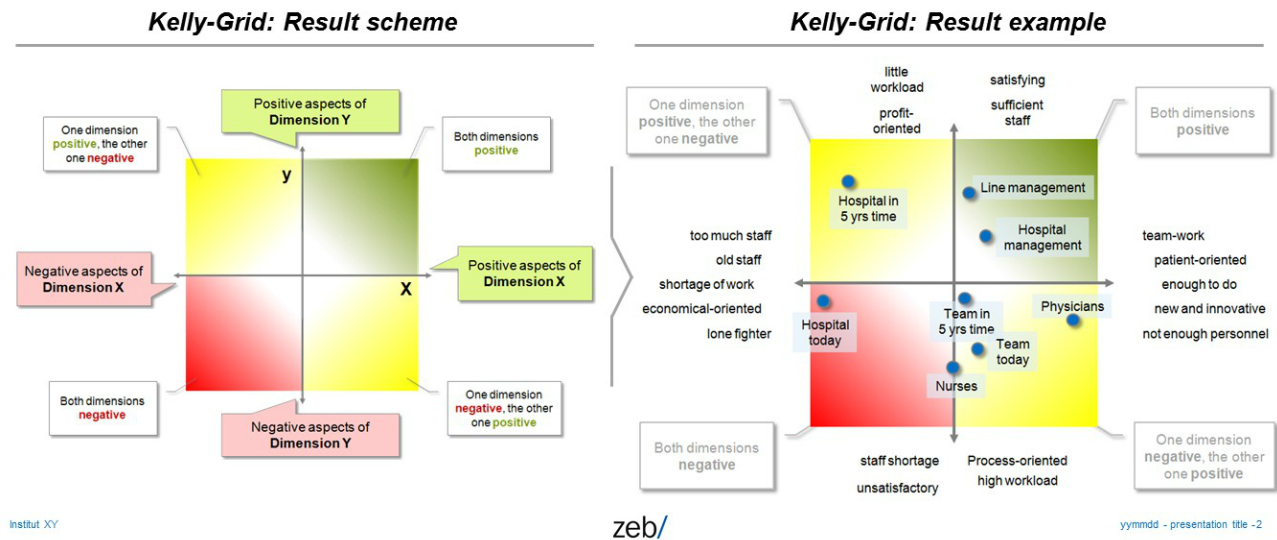 Kelly-Grid: Result scheme
Positive aspects of
Dimension Y
One dimension
positive, the other
one negative
Both dimensions
positive
y
Negative aspects of
Dimension X
X
Positive aspects of
Dimension X
Both dimensions
negative
Negative aspects of
Dimension Y
One dimension
negative, the other
one positive
Kelly-Grid: Result example
little
workload
profit-
oriented
satisfying
sufficient
staff
One dimension
positive, the other
one negative
Both dimensions
positive
Hospital in
5 yrs time
Line management
Hospital
management
too much staff
old staff
shortage of work
economical-oriented
lone fighter
team-work
patient-oriented
enough to do
new and innovative
not enough personnel
Hospital
today
Team in
5 yrs time
Physicians
Team
today
Nurses
Both dimensions
negative
staff shortage
unsatisfactory
Process-oriented
high workload
One dimension
negative, the other
one positive
Institut XY
zeb/
yymmdd - presentation title -2